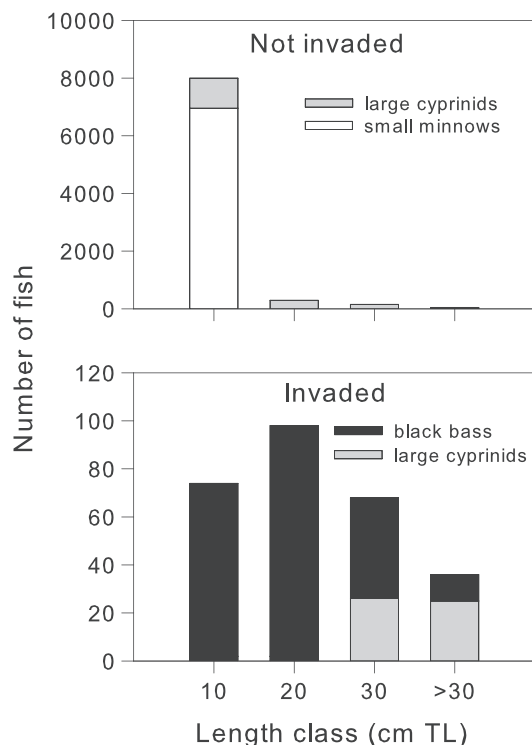 Not invaded
large cyprinids
small minnows
10000
8000
6000
4000
2000
0
Number of fish
Invaded
black bass
large cyprinids
120
100
80
60
40
20
0
10 20 30 >30
Length class (cm TL)